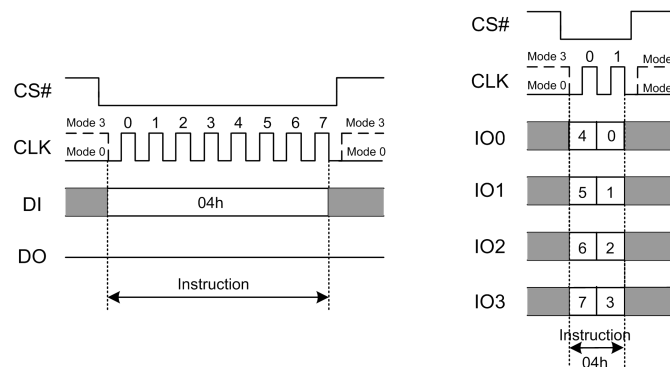 CS#
Mode 3 0 1 2 3 4 5 6 7 Mode 3
CLK
Mode 0 Mode 0
DI 04h
DO
Instruction
CS#
Mode 3 0 1 Mode
CLK
Mode 0 Mode
IO0 4 0
IO1 5 1
IO2 6 2
IO3 7 3
Instruction
04h